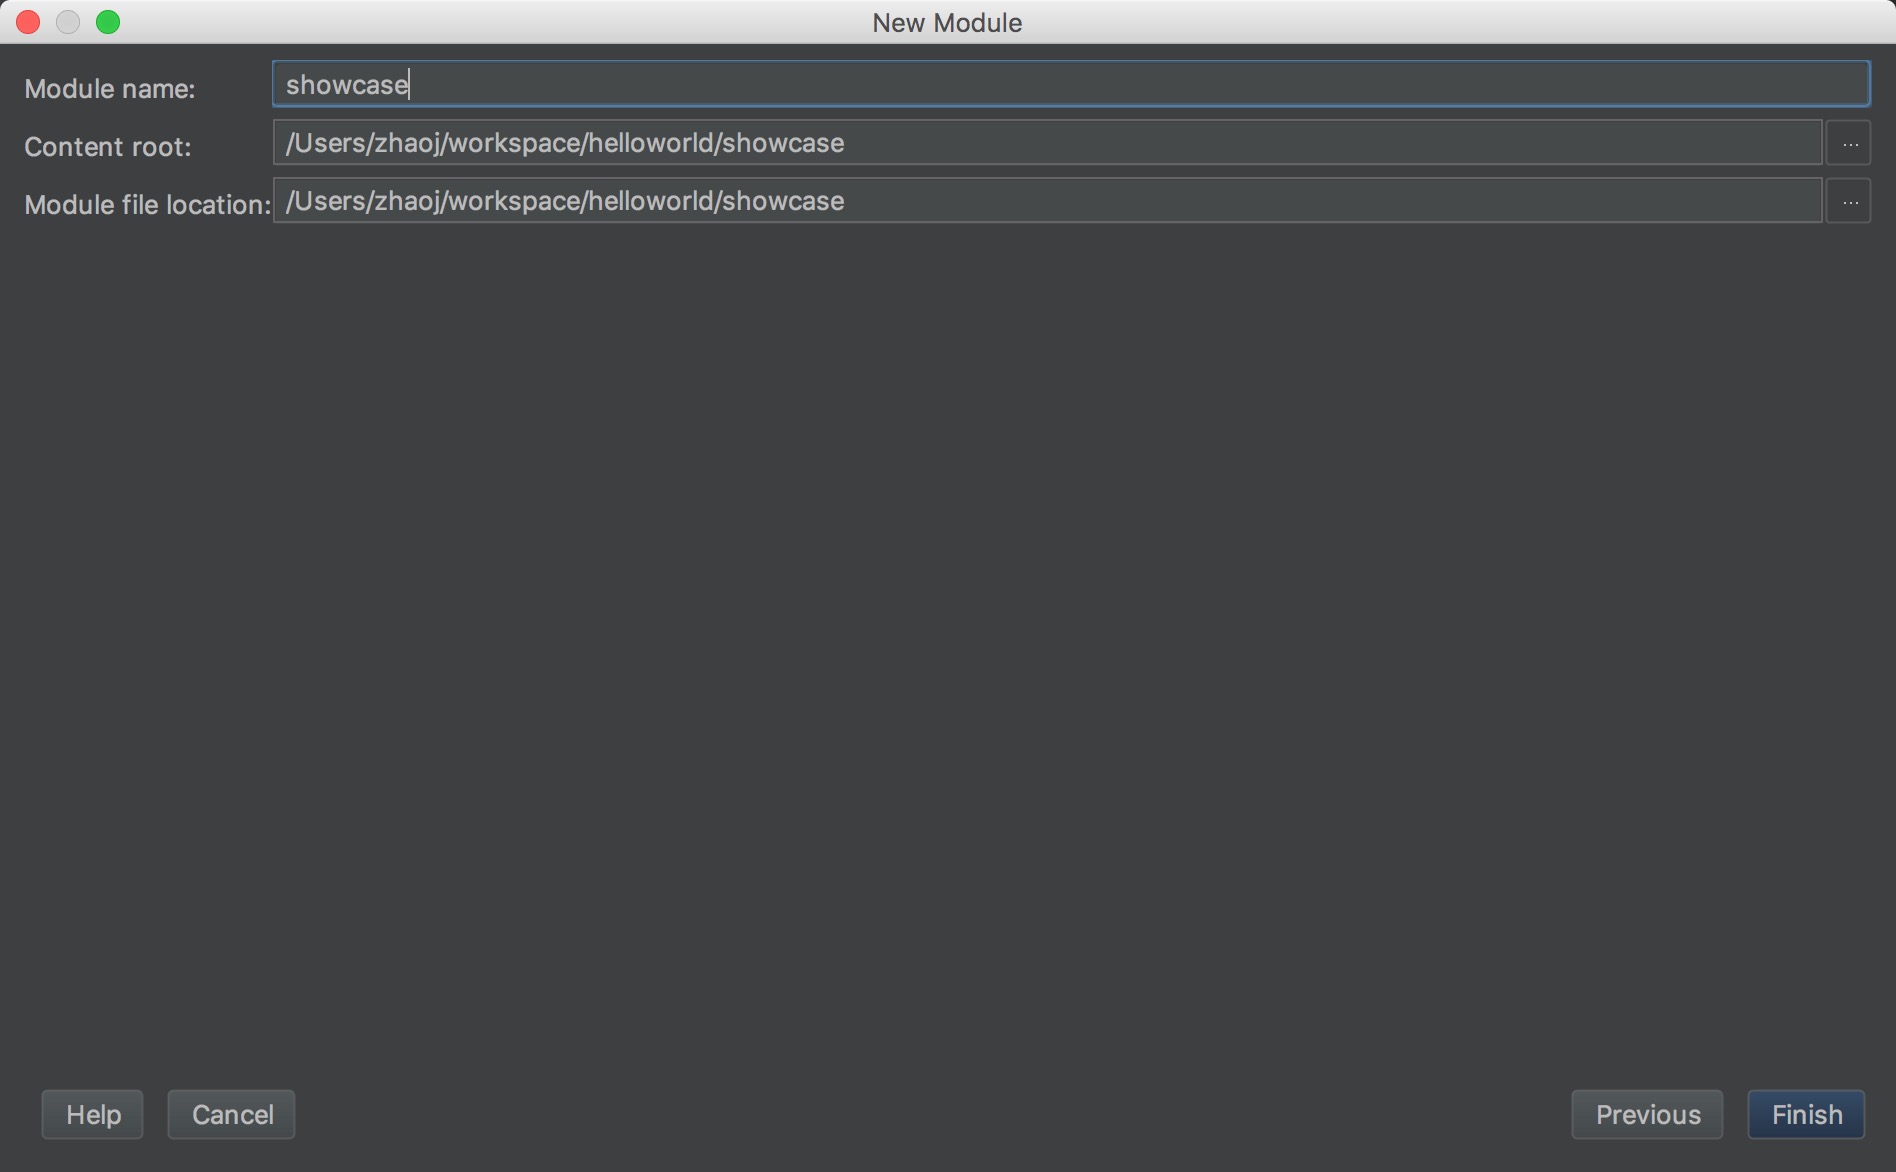 New Module
Module name: showcase
Content root: /Users/zhaoj/workspace/helloworld/showcase ...
Module file location: /Users/zhaoj/workspace/helloworld/showcase ...
Help Cancel Previous Finish